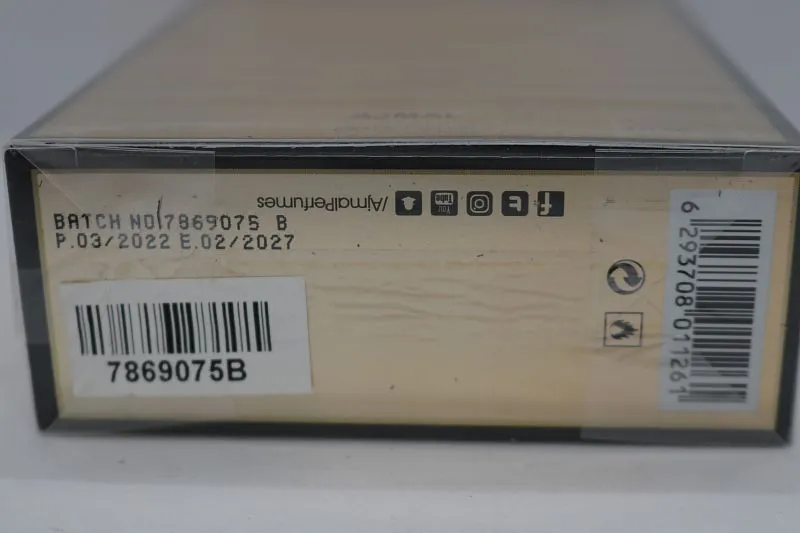 /AjmalPerfumes
BATCH NO 7869075 B
P.03/2022 E.02/2027
7869075B
6 293708 011261